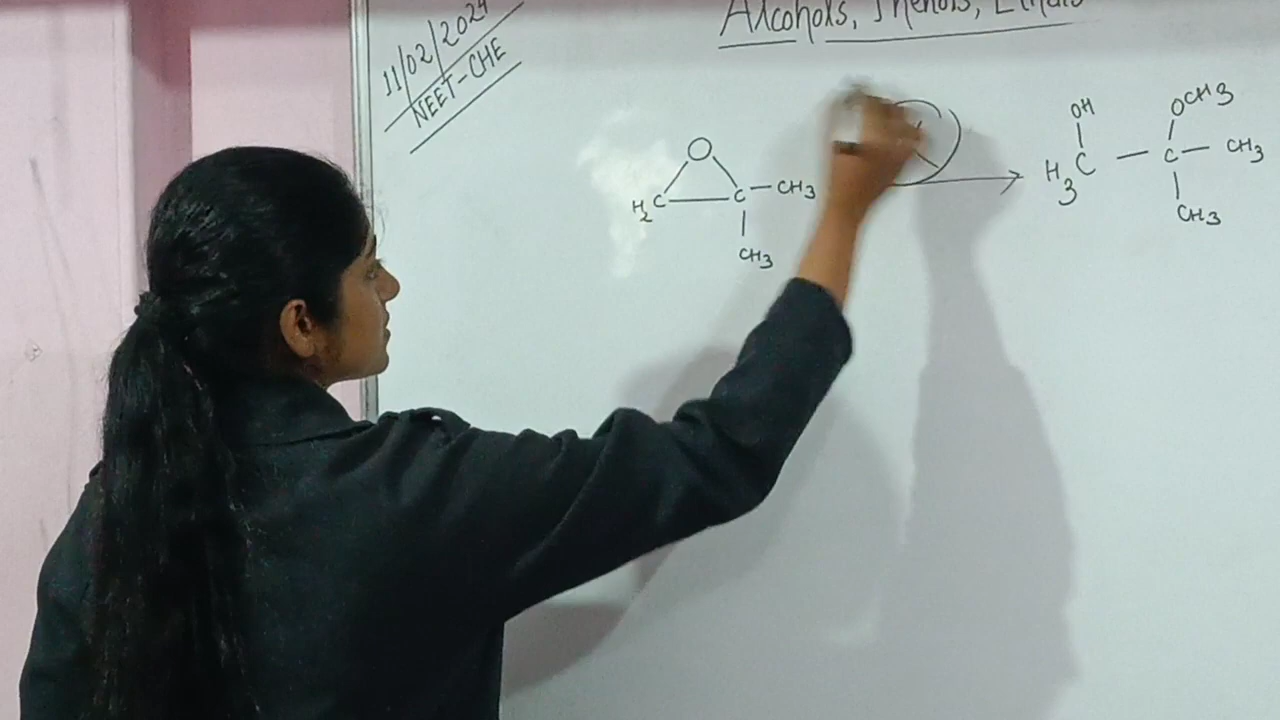 11/02/2024
NEET-CHE
Alcohols, Phenols, Ethers
O
H2C — C — CH3
CH3
OH OCH3
H3C — C — CH3
CH3